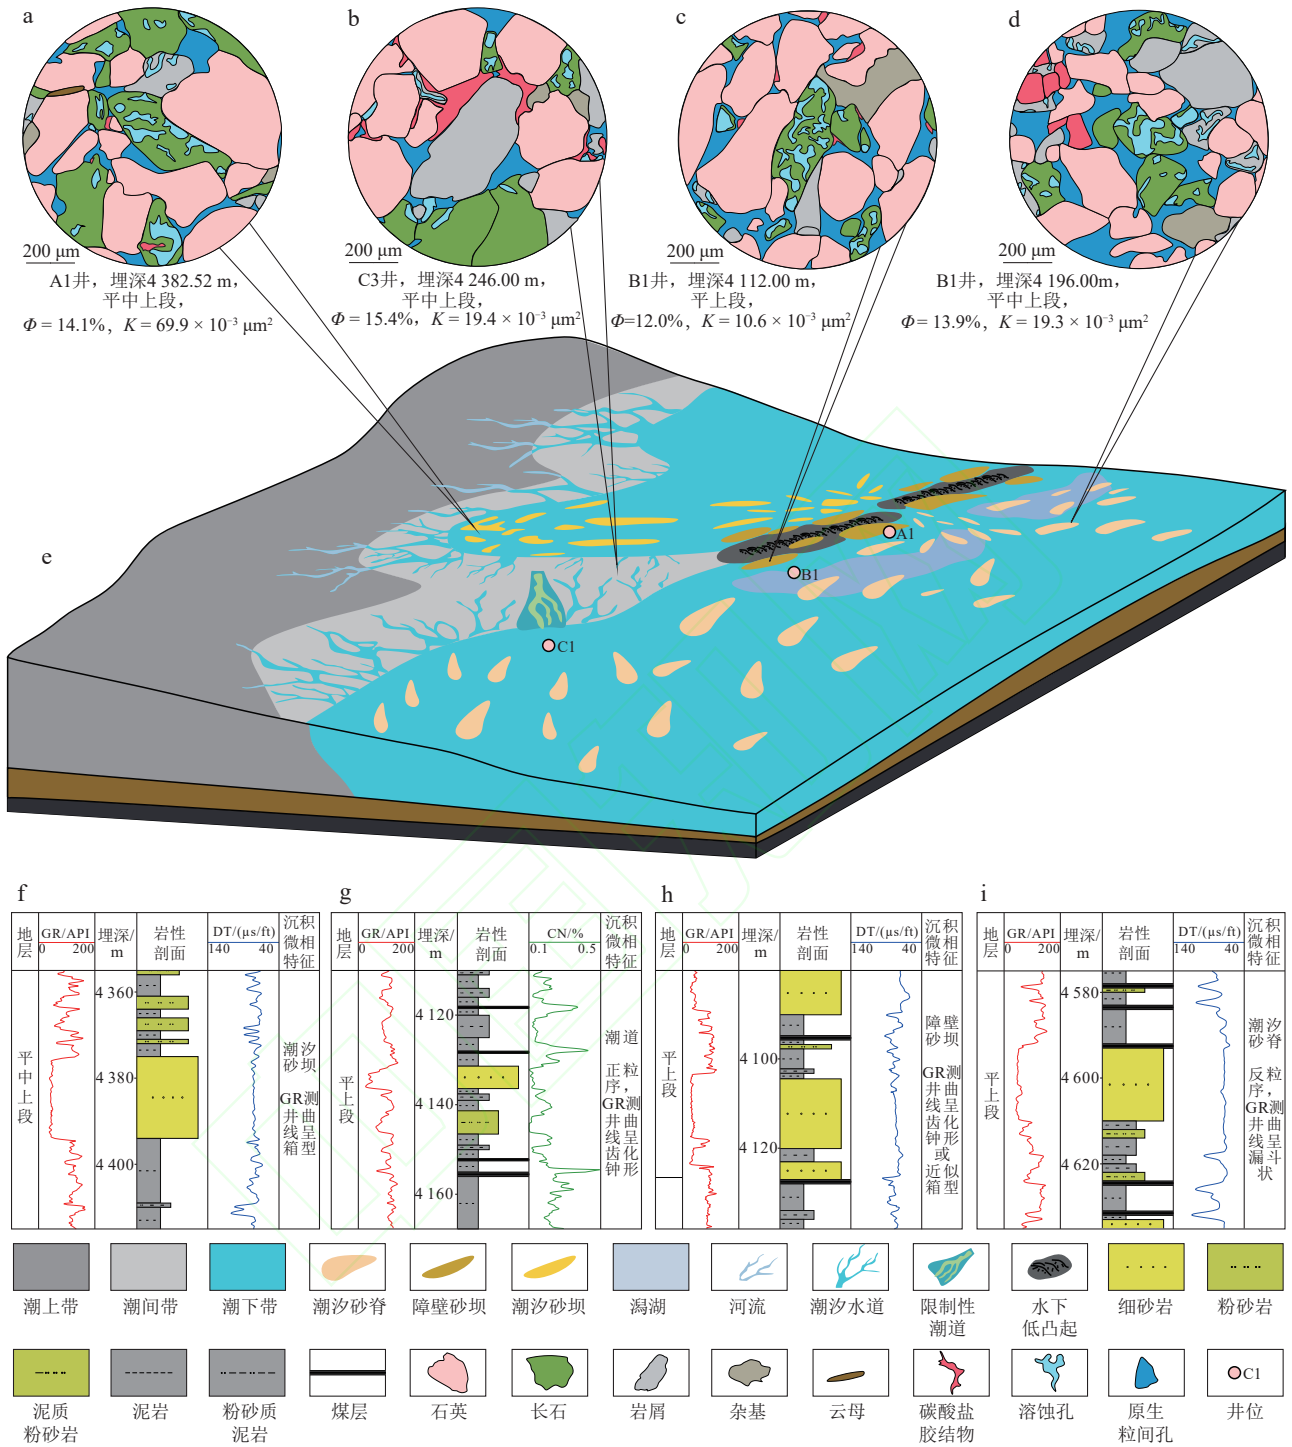 a
b
c
d
200 μm
200 μm
200 μm
200 μm
A1井，埋深4 382.52 m，
平中上段，
Φ = 14.1%，K = 69.9 × 10⁻³ μm²
C3井，埋深4 246.00 m，
平中上段，
Φ = 15.4%，K = 19.4 × 10⁻³ μm²
B1井，埋深4 112.00 m，
平上段，
Φ=12.0%，K = 10.6 × 10⁻³ μm²
B1井，埋深4 196.00m，
平中上段，
Φ = 13.9%，K = 19.3 × 10⁻³ μm²
e
A1
B1
C1
f
地层
GR/API
0 200
埋深/m
岩性剖面
DT/(μs/ft)
140 40
沉积微相特征
平中上段
4 360
4 380
4 400
潮汐砂坝
GR测井曲线呈箱型
g
地层
GR/API
0 200
埋深/m
岩性剖面
CN/%
0.1 0.5
沉积微相特征
平上段
4 120
4 140
4 160
潮道
正粒序，GR测井曲线呈齿化钟形
h
地层
GR/API
0 200
埋深/m
岩性剖面
DT/(μs/ft)
140 40
沉积微相特征
平上段
4 100
4 120
障壁砂坝
GR测井曲线呈齿化钟形或近似箱型
i
地层
GR/API
0 200
埋深/m
岩性剖面
DT/(μs/ft)
140 40
沉积微相特征
平上段
4 580
4 600
4 620
潮汐砂脊
反粒序，GR测井曲线呈漏斗状
潮上带
潮间带
潮下带
潮汐砂脊
障壁砂坝
潮汐砂坝
潟湖
河流
潮汐水道
限制性
潮道
水下
低凸起
细砂岩
粉砂岩
C1
泥质
粉砂岩
泥岩
粉砂质
泥岩
煤层
石英
长石
岩屑
杂基
云母
碳酸盐
胶结物
溶蚀孔
原生
粒间孔
井位